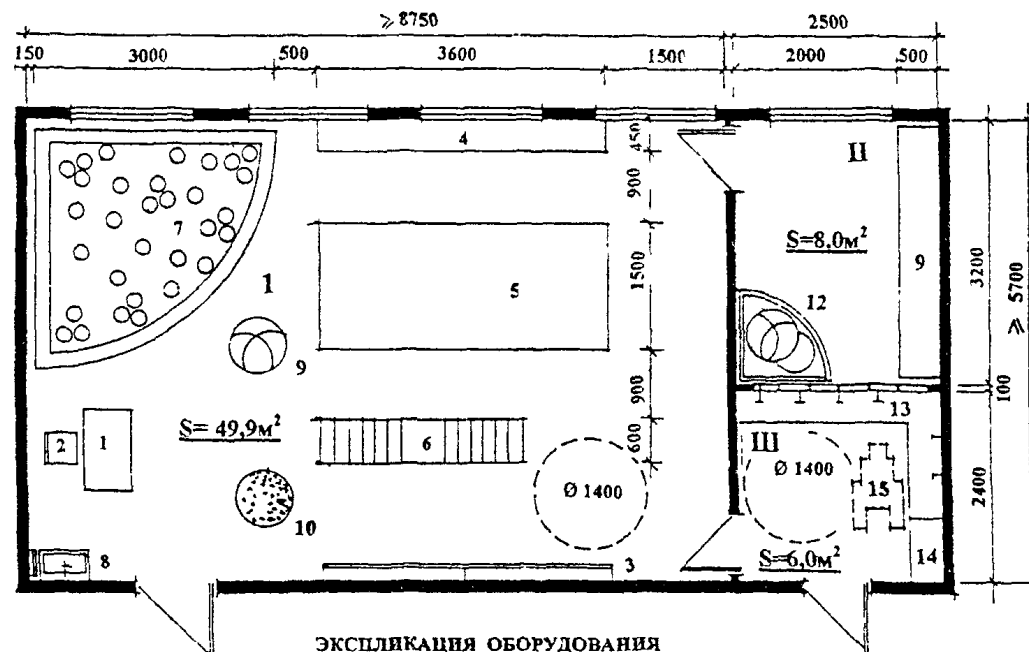 ≥ 8750 2500
150 3000 500 3600 1500 2000 500
4 450 II
900
7 S=8,0м² 9 3200 ≥ 5700
1 5 1500
12
9 900 100
13
2 1 S= 49,9м² 6 600 III
Ø 1400 Ø 1400 15 2400
10
8 3 S=6,0м² 14
ЭКСПЛИКАЦИЯ ОБОРУДОВАНИЯ